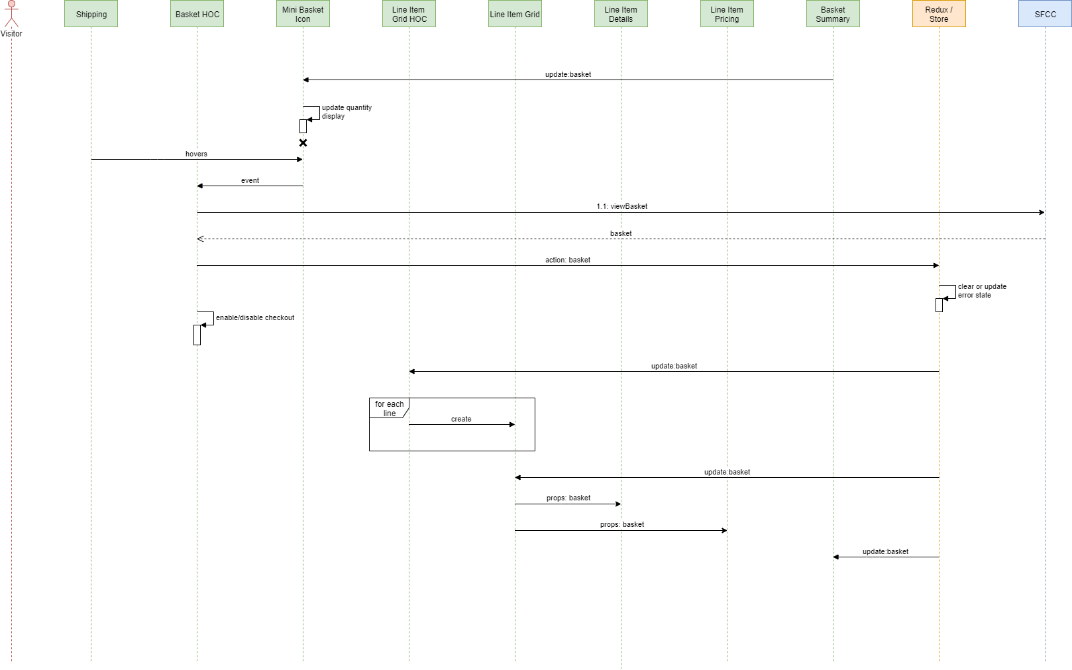 Visitor
Shipping
Basket HOC
Mini Basket
Icon
Line Item
Grid HOC
Line Item Grid
Line Item
Details
Line Item
Pricing
Basket
Summary
Redux /
Store
SFCC
update:basket
update quantity
display
hovers
event
1.1: viewBasket
basket
action: basket
clear or update
error state
enable/disable checkout
update:basket
for each
line
create
update:basket
props: basket
props: basket
update:basket